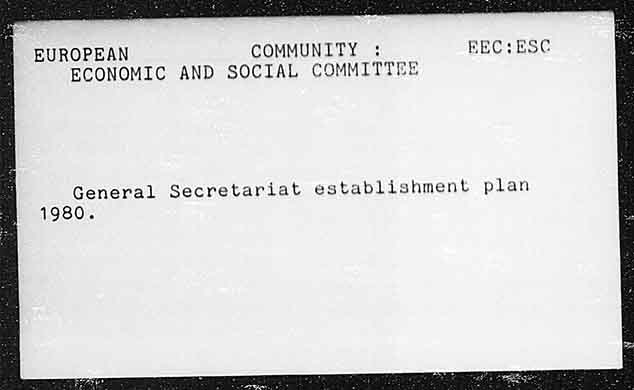 EUROPEAN COMMUNITY : EEC:ESC
ECONOMIC AND SOCIAL COMMITTEE
General Secretariat establishment plan
1980.